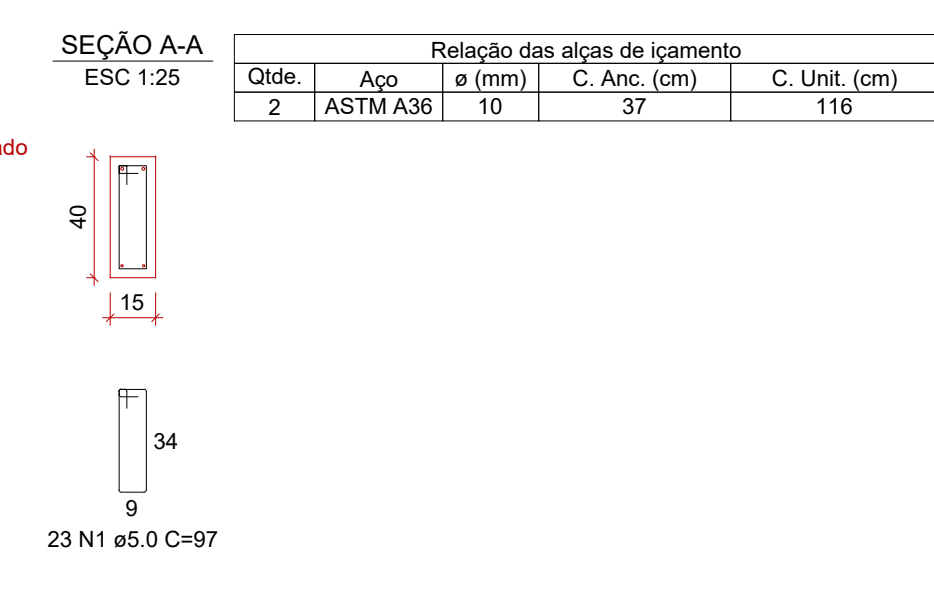 SEÇÃO A-A
ESC 1:25
Relação das alças de içamento
Qtde. Aço ø (mm) C. Anc. (cm) C. Unit. (cm)
2 ASTM A36 10 37 116
ado
40
15
34
9
23 N1 ø5.0 C=97